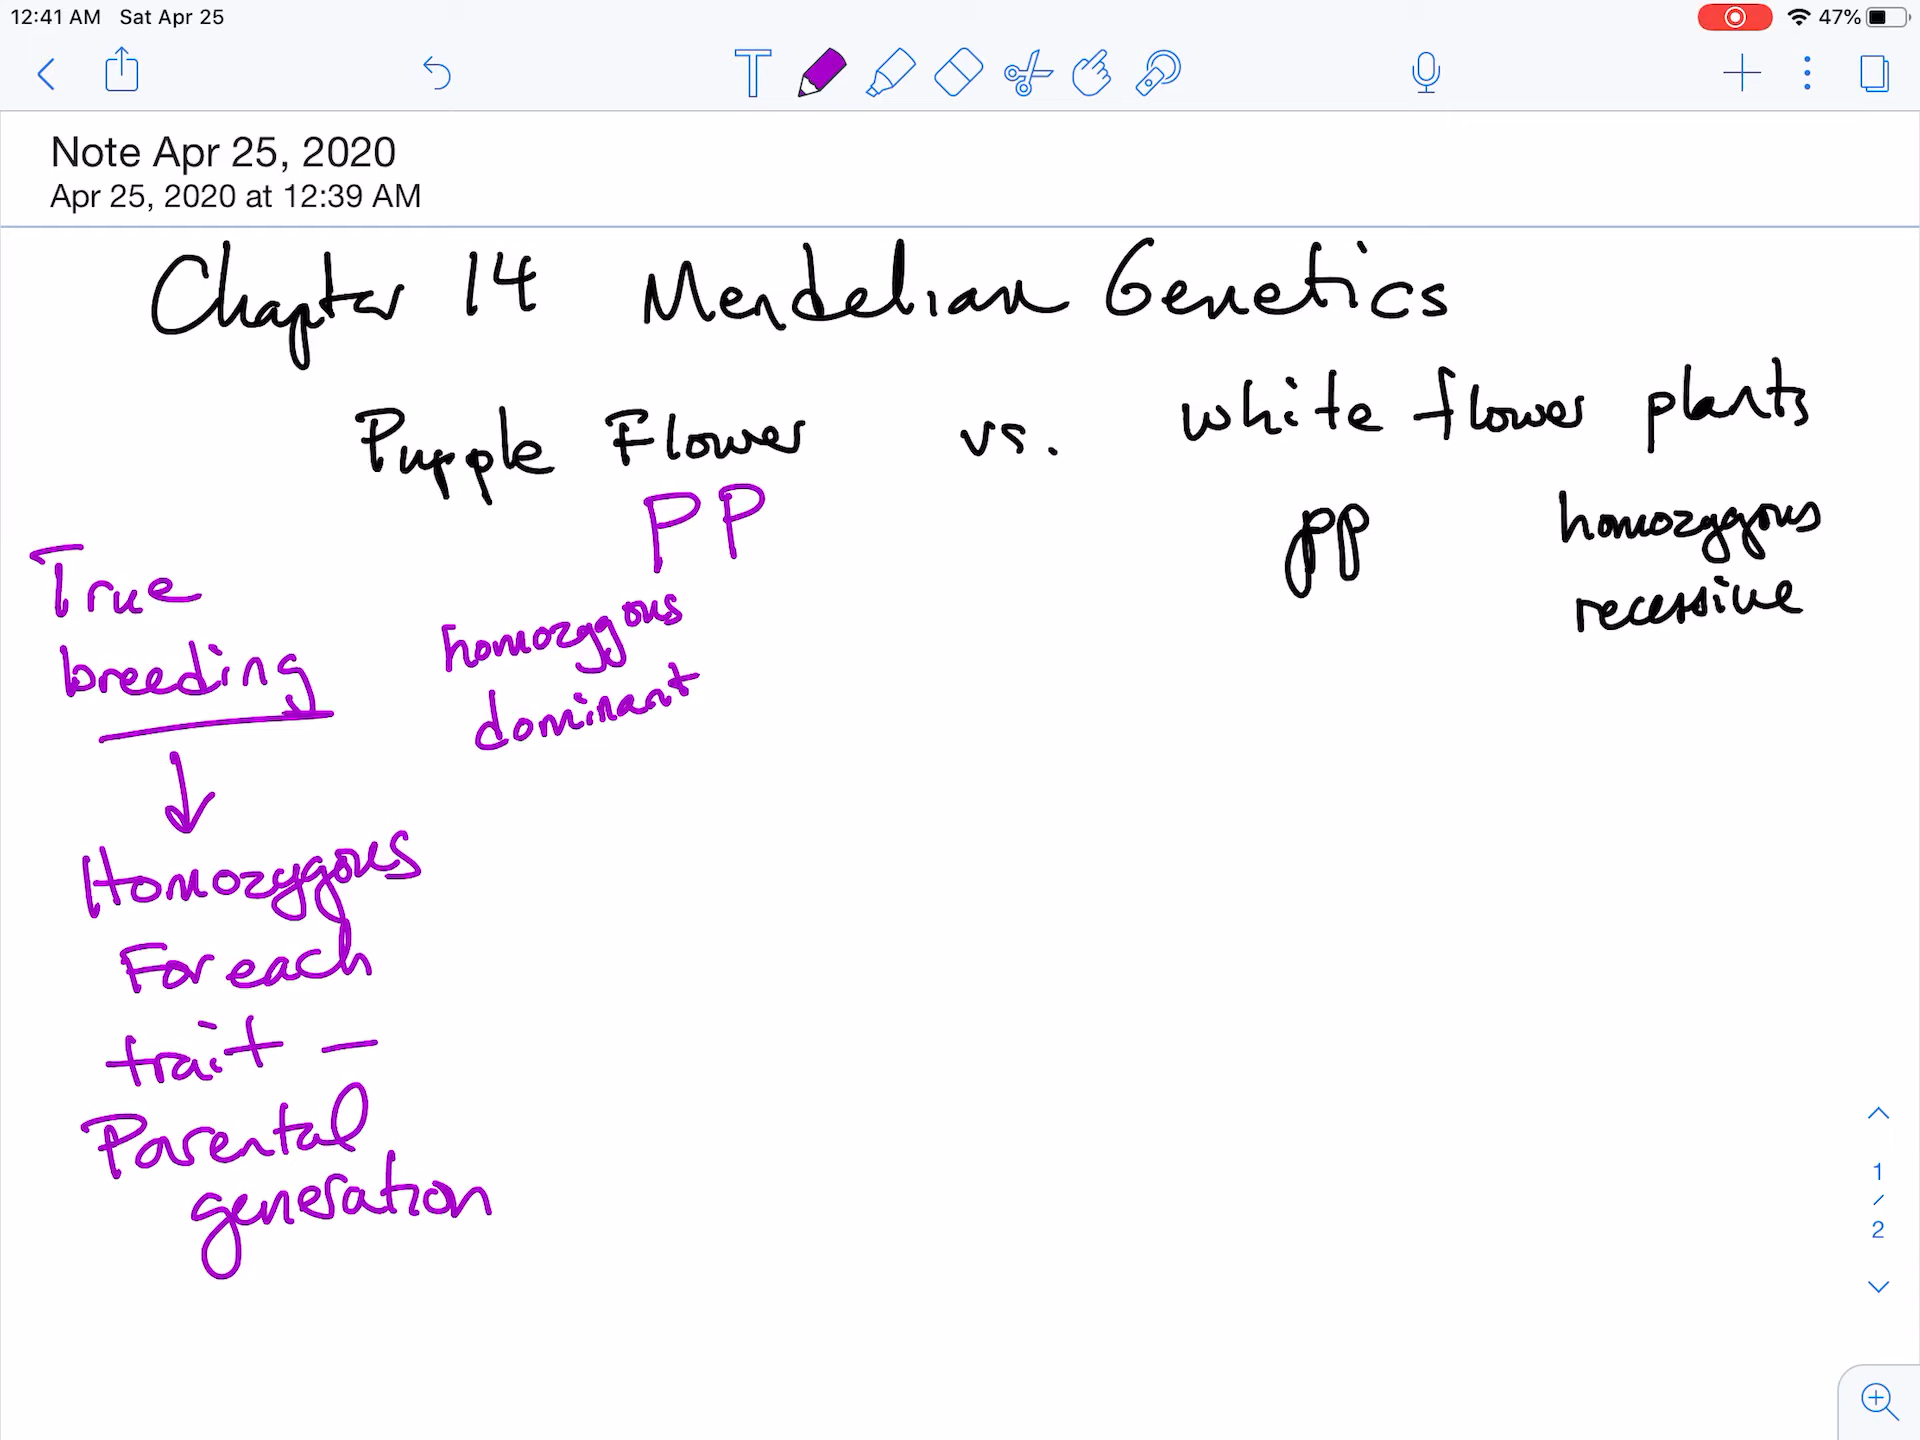 12:41 AM Sat Apr 25
47%
T
Note Apr 25, 2020
Apr 25, 2020 at 12:39 AM
Chapter 14 Mendelian Genetics
Purple Flower vs. white flower plants
PP pp homozygous
recessive
True
breeding
homozygous
dominant
Homozygous
For each
trait -
Parental
generation
1
/
2